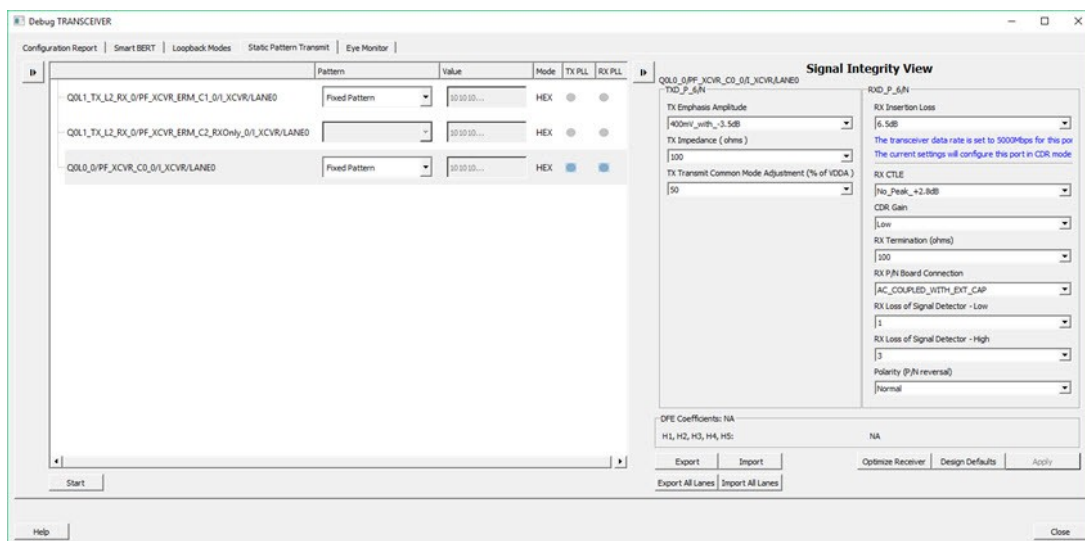 Debug TRANSCEIVER
Configuration Report | Smart BERT | Loopback Modes | Static Pattern Transmit | Eye Monitor
Pattern Value Mode TX PLL RX PLL
Q0L1_TX_L2_RX_0/PF_XCVR_ERM_C1_0/I_XCVR/LANE0 Fixed Pattern 101010... HEX
Q0L1_TX_L2_RX_0/PF_XCVR_ERM_C2_RXOnly_0/I_XCVR/LANE0 101010... HEX
Q0L0_0/PF_XCVR_C0_0/I_XCVR/LANE0 Fixed Pattern 101010... HEX
Start
Signal Integrity View
Q0L0_0/PF_XCVR_C0_0/I_XCVR/LANE0
TXD_P_6/N
TX Emphasis Amplitude
400mV_with_-3.5dB
TX Impedance ( ohms )
100
TX Transmit Common Mode Adjustment (% of VDDA )
50
RXD_P_6/N
RX Insertion Loss
6.5dB
The transceiver data rate is set to 5000Mbps for this por
The current settings will configure this port in CDR mode
RX CTLE
No_Peak_+2.8dB
CDR Gain
Low
RX Termination (ohms)
100
RX P/N Board Connection
AC_COUPLED_WITH_EXT_CAP
RX Loss of Signal Detector - Low
1
RX Loss of Signal Detector - High
3
Polarity (P/N reversal)
Normal
DFE Coefficients: NA
H1, H2, H3, H4, H5: NA
Export Import Optimize Receiver Design Defaults Apply
Export All Lanes Import All Lanes
Help Close